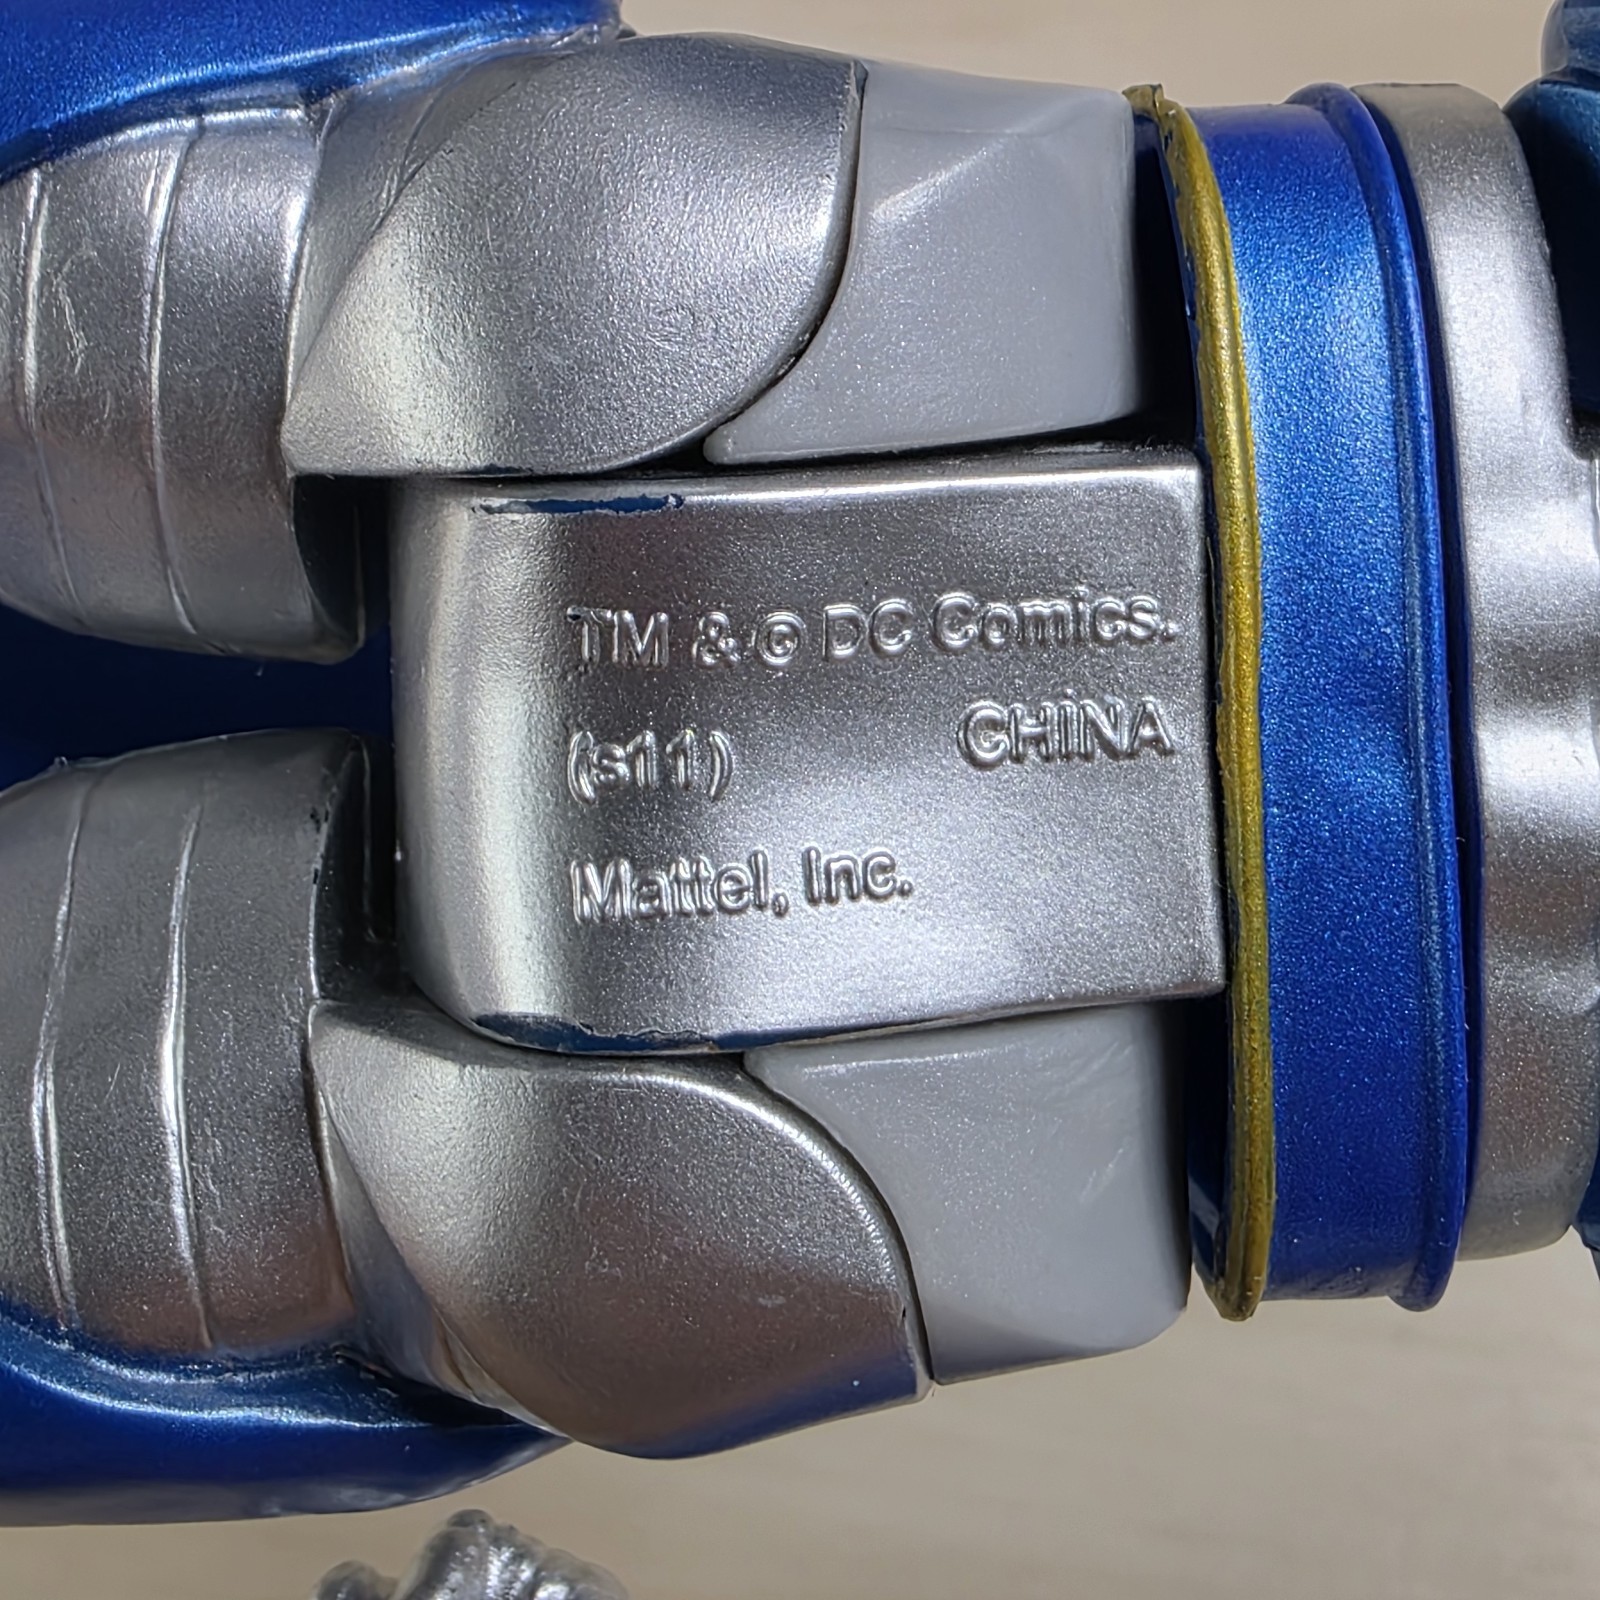 TM & © DC Comics.
(s11) CHINA
Mattel, Inc.